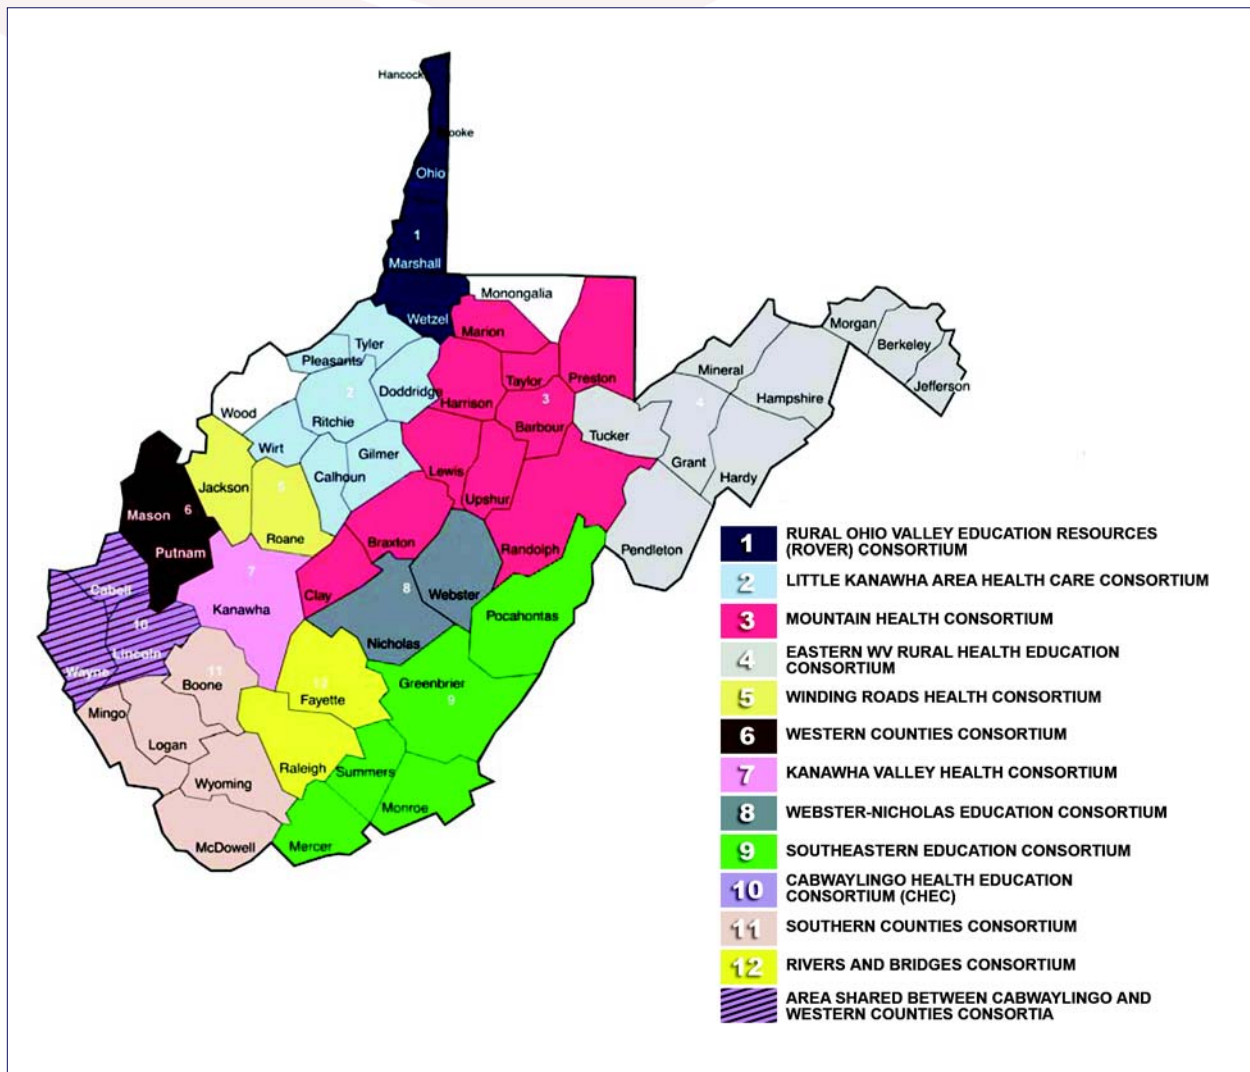 Hancock
ooke
Ohio
1
Marshall
Monongalia
Wetzel
Marion
Morgan
Tyler
Berkeley
Pleasants
Mineral
Preston
Taylor
Jefferson
Doddridge
2
3
4
Hampshire
Harrison
Wood
Ritchie
Barbour
Tucker
Wirt
Gilmer
Grant
Lewis
Calhoun
Hardy
Jackson
5
Upshur
Mason
6
Roane
Braxton
Randolph
Pendleton
Putnam
7
Cabell
8
Clay
Webster
Kanawha
Pocahontas
10
Nicholas
Lincoln
Wayne
11
Boone
12
Greenbrier
Fayette
9
Mingo
Logan
Raleigh
Summers
Wyoming
Monroe
McDowell
Mercer
1 RURAL OHIO VALLEY EDUCATION RESOURCES
(ROVER) CONSORTIUM
2 LITTLE KANAWHA AREA HEALTH CARE CONSORTIUM
3 MOUNTAIN HEALTH CONSORTIUM
4 EASTERN WV RURAL HEALTH EDUCATION
CONSORTIUM
5 WINDING ROADS HEALTH CONSORTIUM
6 WESTERN COUNTIES CONSORTIUM
7 KANAWHA VALLEY HEALTH CONSORTIUM
8 WEBSTER-NICHOLAS EDUCATION CONSORTIUM
9 SOUTHEASTERN EDUCATION CONSORTIUM
10 CABWAYLINGO HEALTH EDUCATION
CONSORTIUM (CHEC)
11 SOUTHERN COUNTIES CONSORTIUM
12 RIVERS AND BRIDGES CONSORTIUM
AREA SHARED BETWEEN CABWAYLINGO AND
WESTERN COUNTIES CONSORTIA